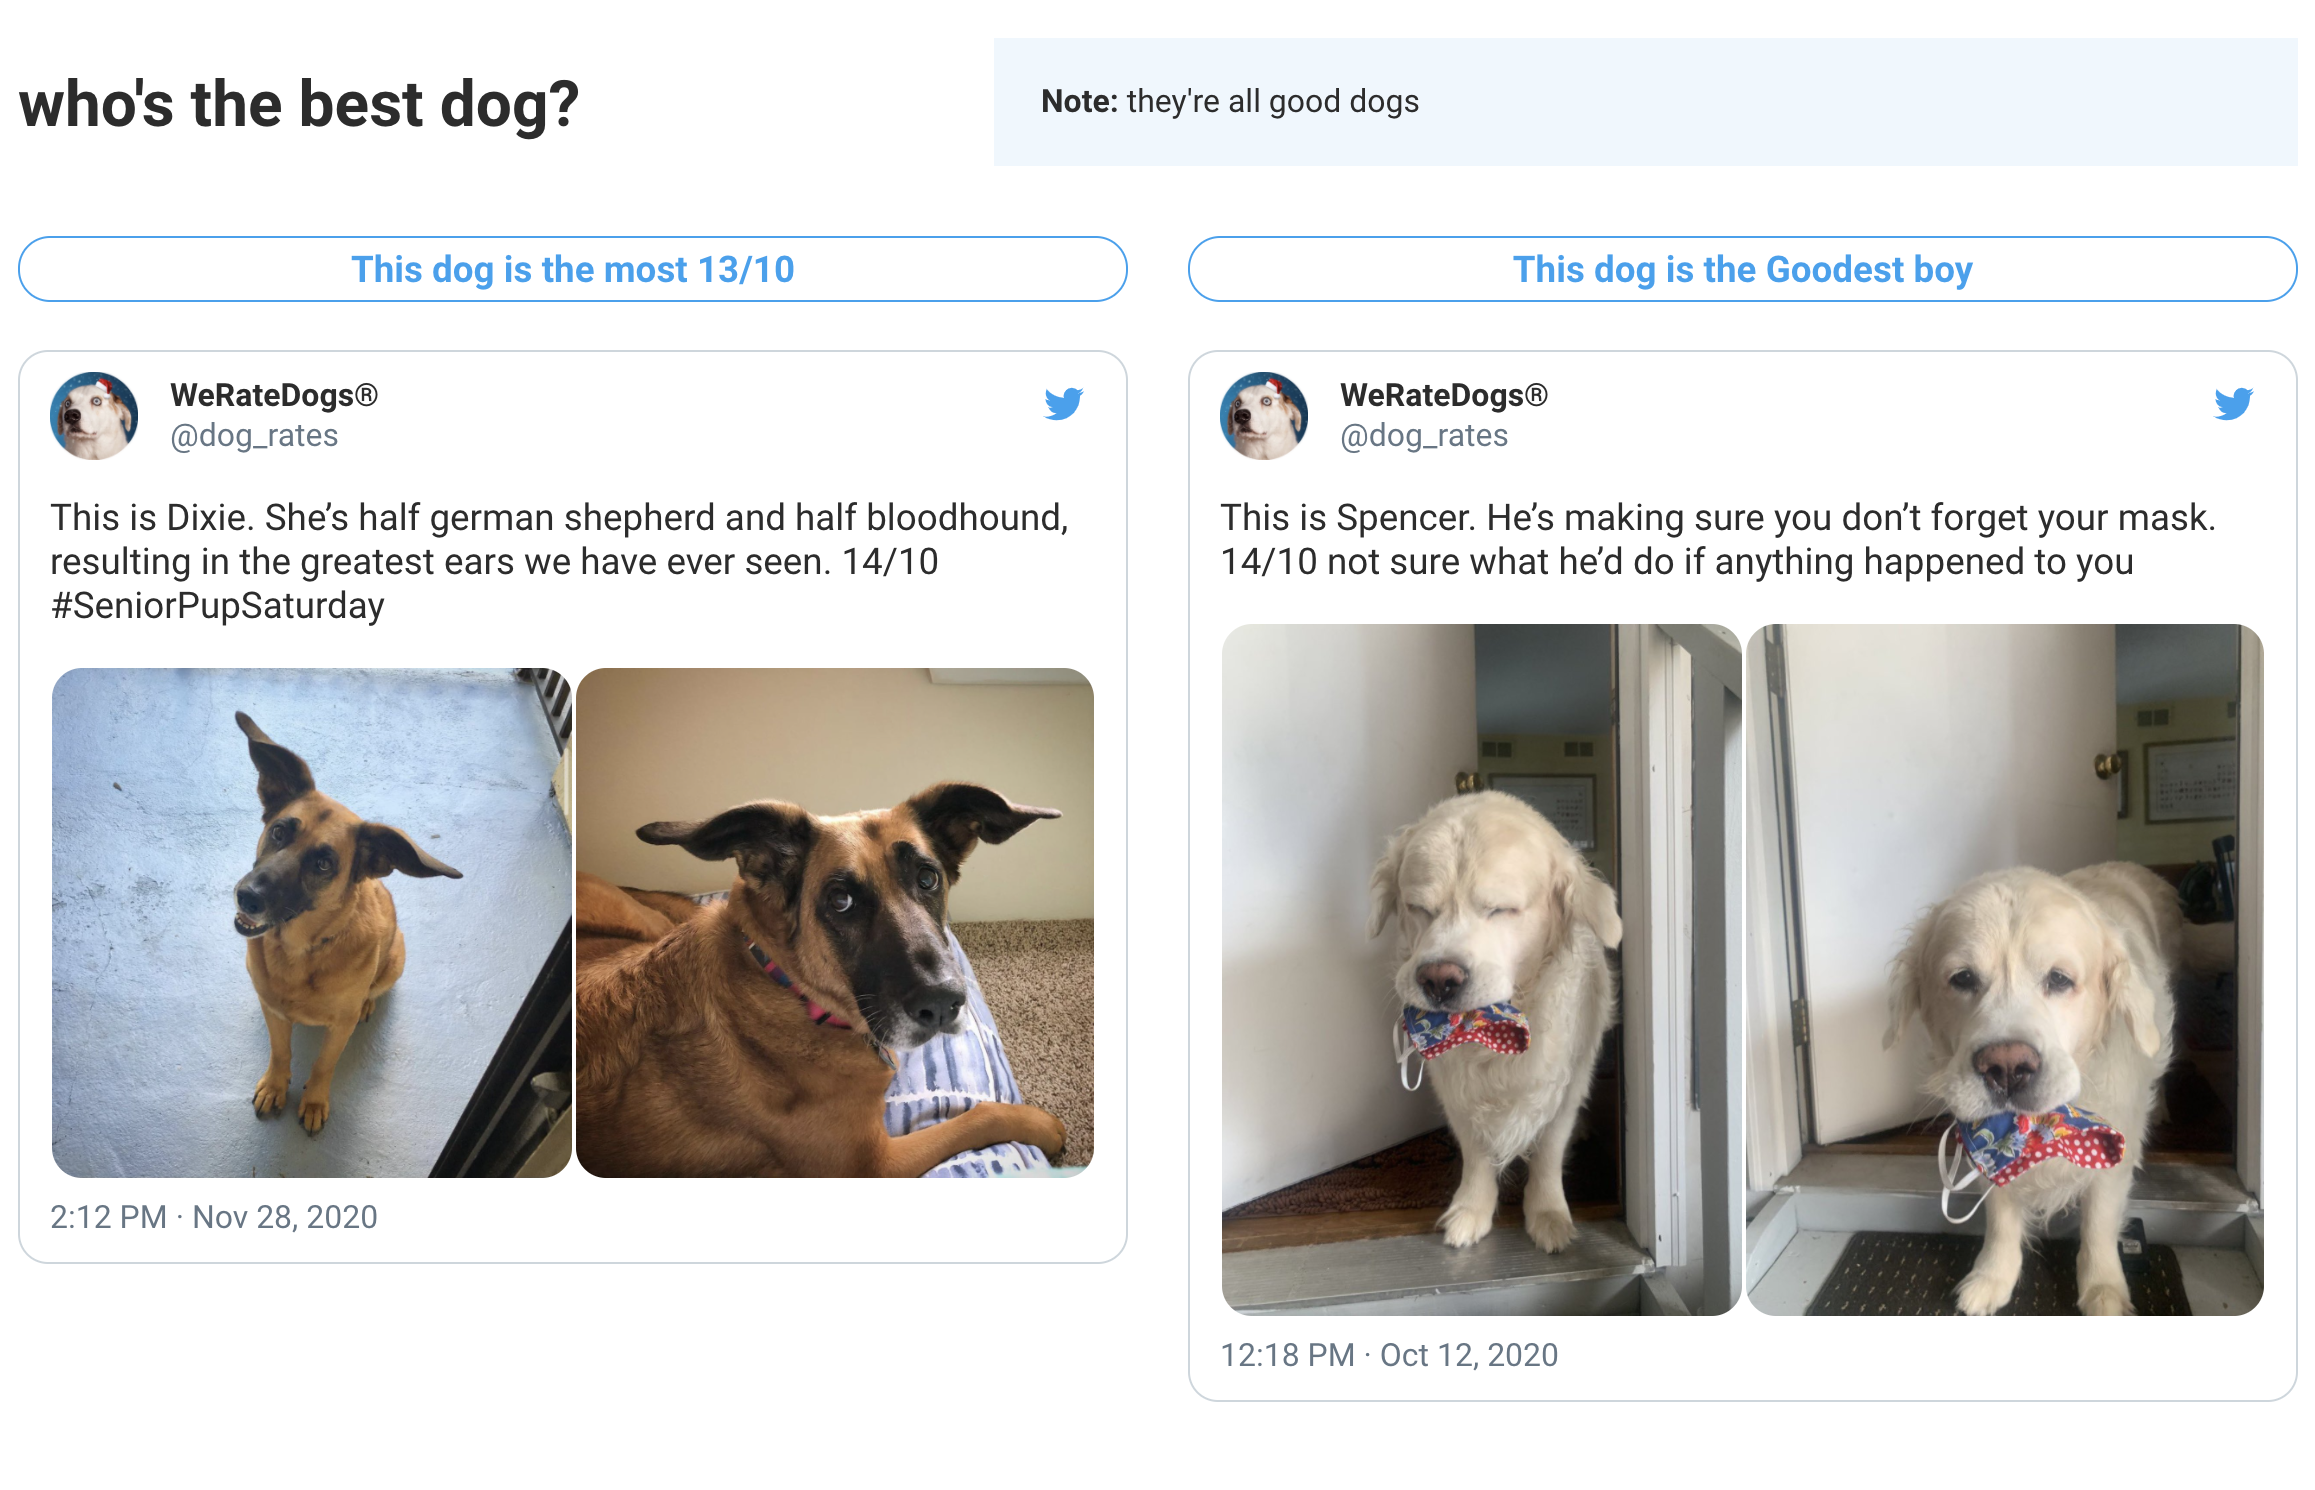 who's the best dog?
Note: they're all good dogs
This dog is the most 13/10
This dog is the Goodest boy
WeRateDogs®
@dog_rates
This is Dixie. She’s half german shepherd and half bloodhound,
resulting in the greatest ears we have ever seen. 14/10
#SeniorPupSaturday
2:12 PM · Nov 28, 2020
WeRateDogs®
@dog_rates
This is Spencer. He’s making sure you don’t forget your mask.
14/10 not sure what he’d do if anything happened to you
12:18 PM · Oct 12, 2020